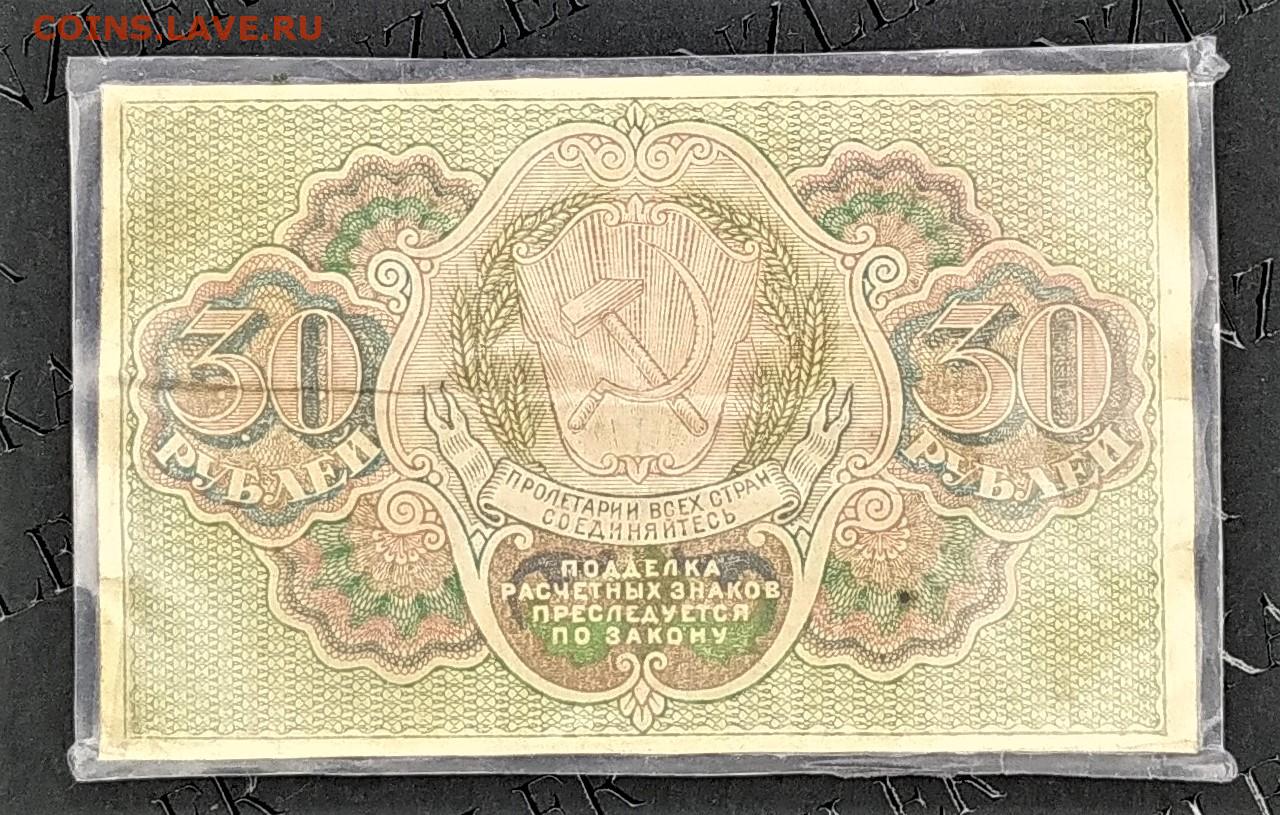 COINS.LAVE.RU
30
РУБЛЕЙ
30
РУБЛЕЙ
ПРОЛЕТАРИИ ВСЕХ СТРАН
СОЕДИНЯЙТЕСЬ
ПОДДЕЛКА
РАСЧЕТНЫХ ЗНАКОВ
ПРЕСЛЕДУЕТСЯ
ПО ЗАКОНУ